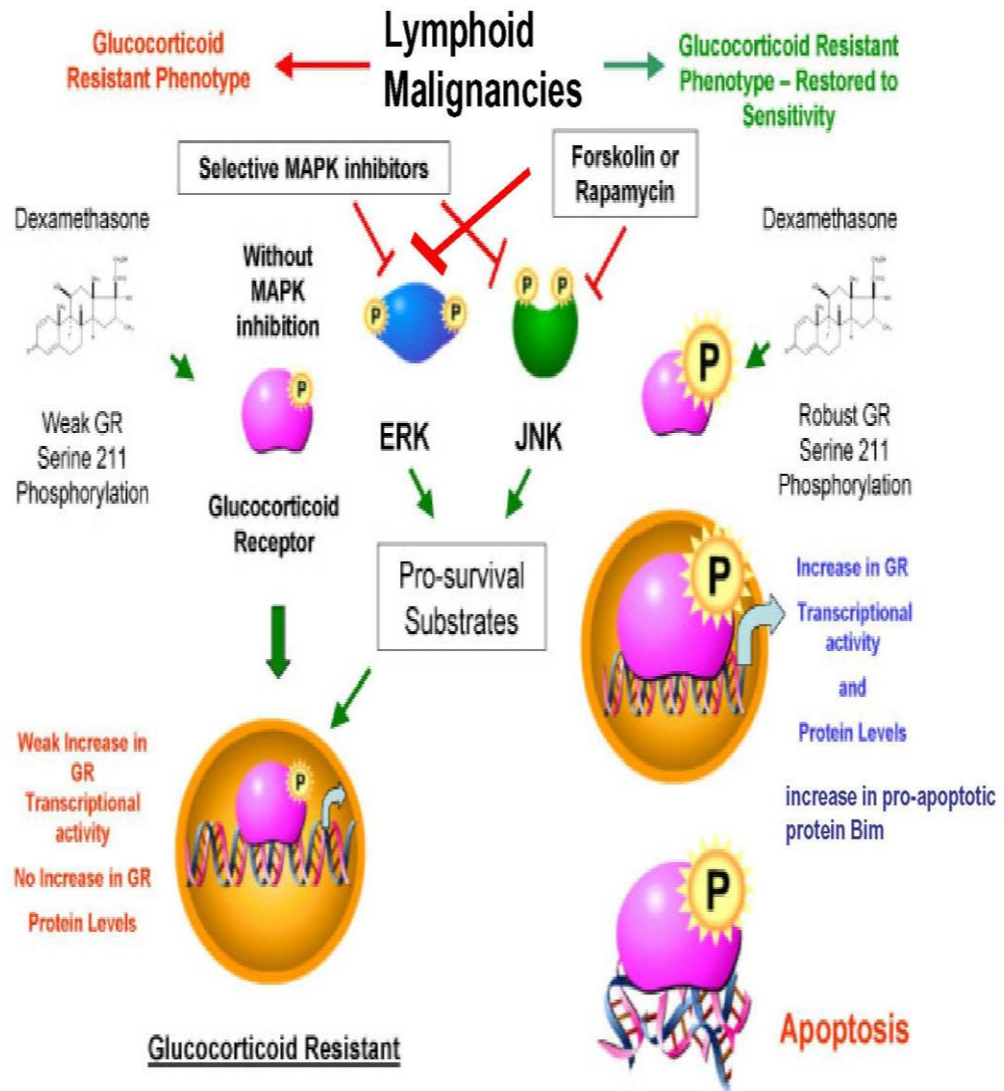 Lymphoid
Malignancies
Glucocorticoid
Resistant Phenotype
Glucocorticoid Resistant
Phenotype – Restored to
Sensitivity
Selective MAPK inhibitors
Forskolin or
Rapamycin
Dexamethasone
Without
MAPK
inhibition
P
P
P
P
P
Weak GR
Serine 211
Phosphorylation
Glucocorticoid
Receptor
ERK
JNK
Pro-survival
Substrates
Dexamethasone
P
Robust GR
Serine 211
Phosphorylation
Weak Increase in
GR
Transcriptional
activity
No Increase in GR
Protein Levels
P
Glucocorticoid Resistant
P
Increase in GR
Transcriptional
activity
and
Protein Levels
increase in pro-apoptotic
protein Bim
P
Apoptosis